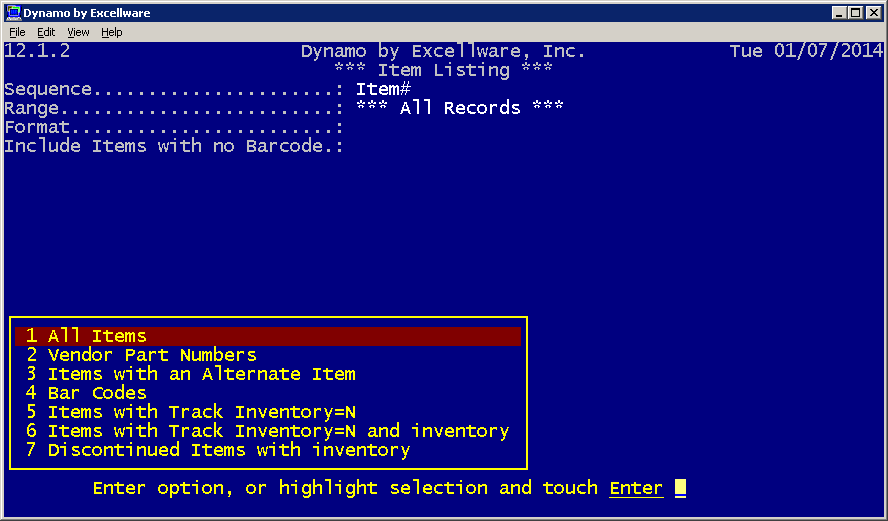 Dynamo by Excellware
File Edit View Help
12.1.2 Dynamo by Excellware, Inc. Tue 01/07/2014
*** Item Listing ***
Sequence......................: Item#
Range.........................: *** All Records ***
Format........................:
Include Items with no Barcode.:
1 All Items
2 Vendor Part Numbers
3 Items with an Alternate Item
4 Bar Codes
5 Items with Track Inventory=N
6 Items with Track Inventory=N and inventory
7 Discontinued Items with inventory
Enter option, or highlight selection and touch Enter